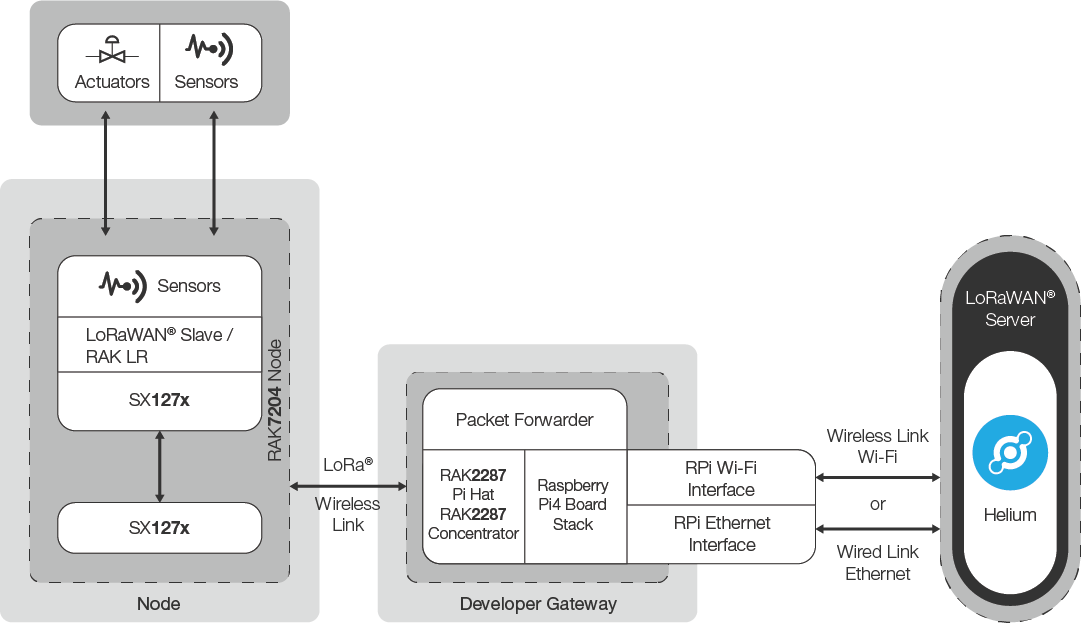 Actuators
Sensors
Sensors
LoRaWAN® Slave /
RAK LR
SX127x
SX127x
RAK7204 Node
Node
LoRa®
Wireless
Link
Packet Forwarder
RAK2287
Pi Hat
RAK2287
Concentrator
Raspberry
Pi4 Board
Stack
RPi Wi-Fi
Interface
RPi Ethernet
Interface
Developer Gateway
Wireless Link
Wi-Fi
or
Wired Link
Ethernet
LoRaWAN®
Server
Helium